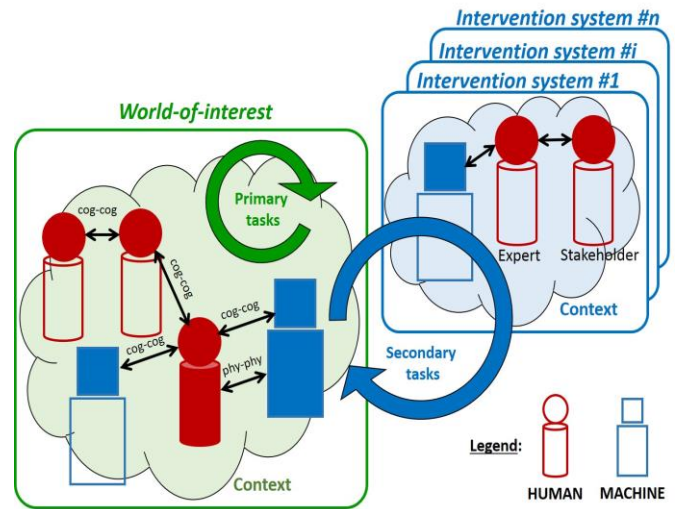 Intervention system #n
Intervention system #i
Intervention system #1
World-of-interest
Primary
tasks
cog-cog
cog-cog
cog-cog
cog-cog
phy-phy
Context
Expert
Stakeholder
Context
Secondary
tasks
Legend:
HUMAN
MACHINE